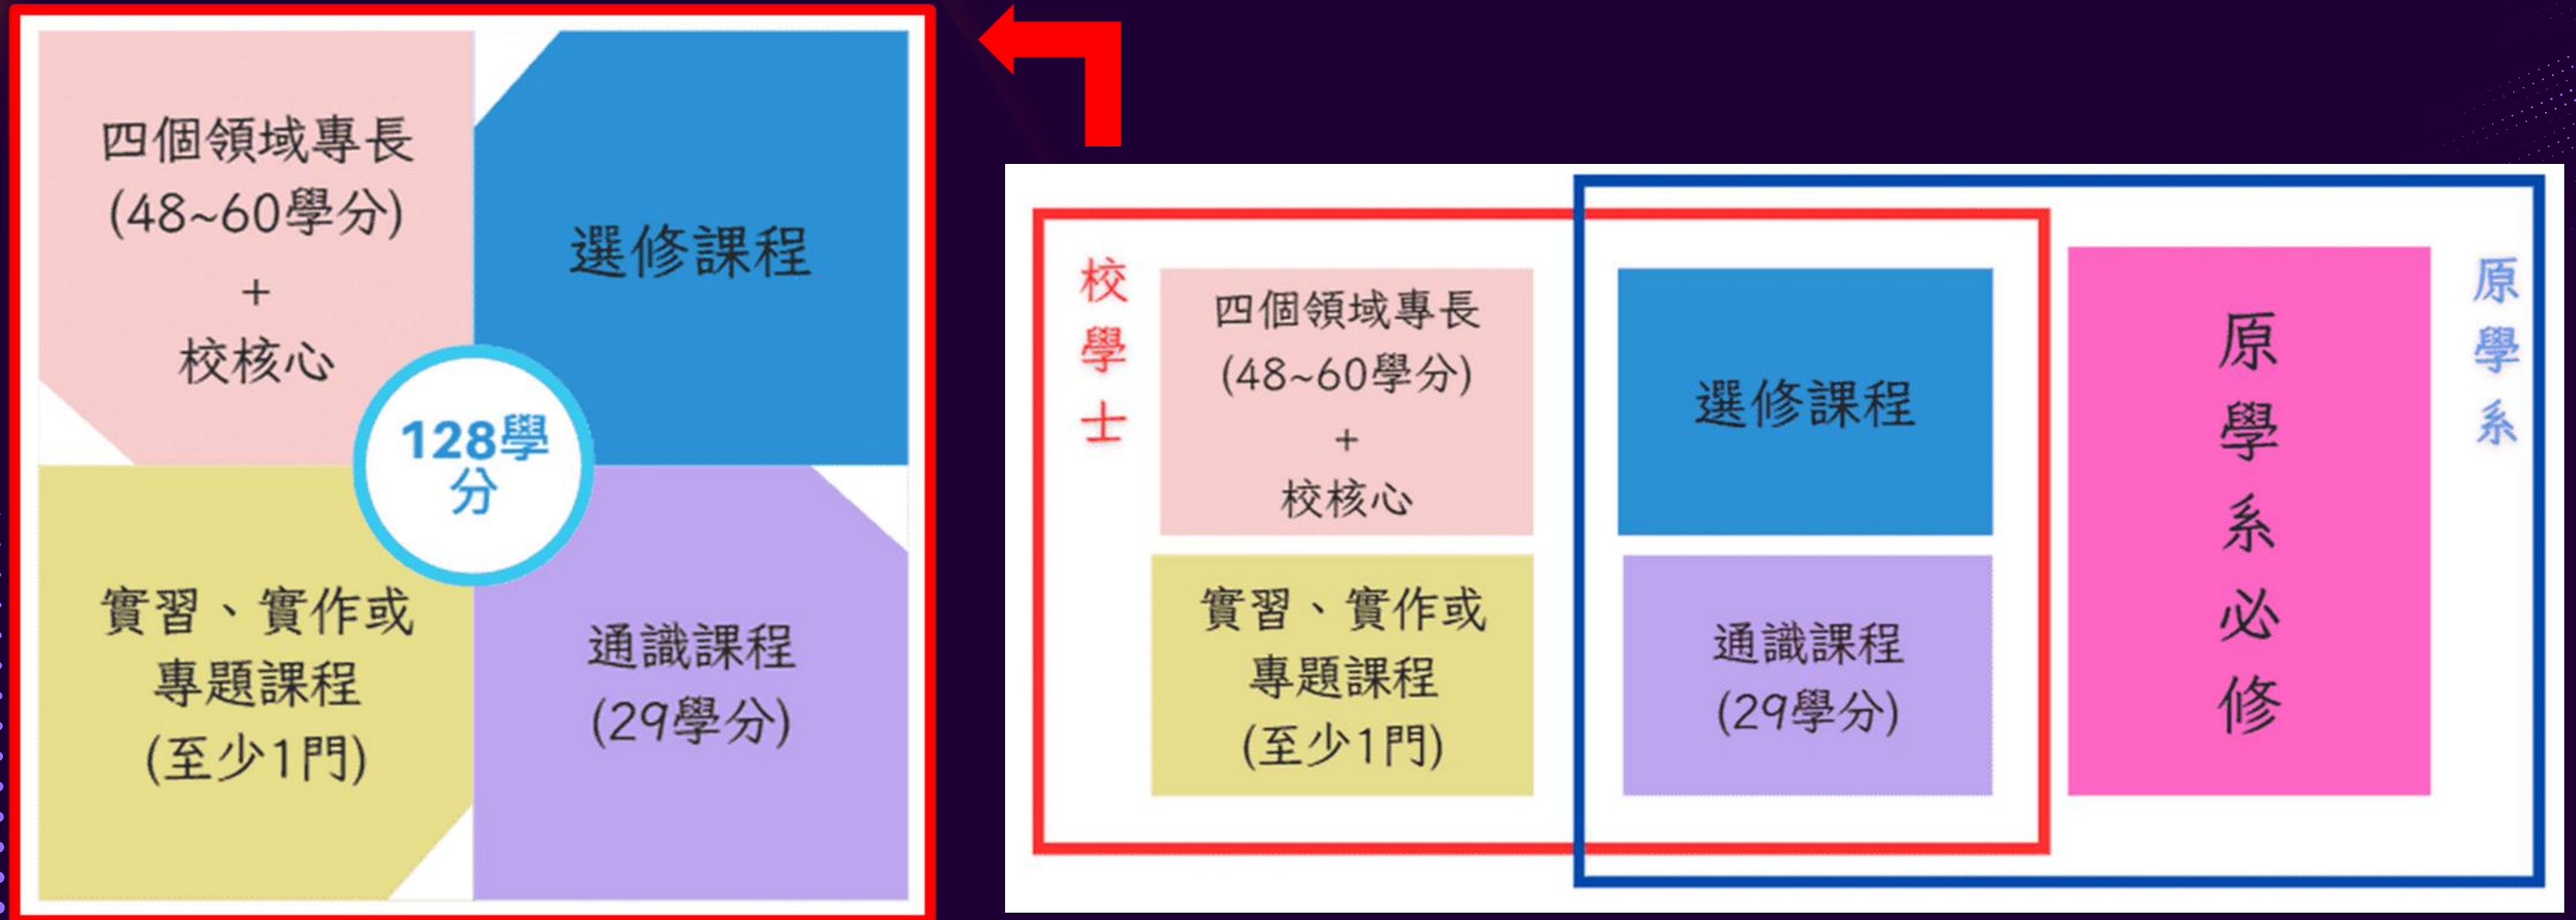 四個領域專長
(48~60學分)
+
校核心
選修課程
128學
分
實習、實作或
專題課程
(至少1門)
通識課程
(29學分)
校學士
四個領域專長
(48~60學分)
+
校核心
實習、實作或
專題課程
(至少1門)
選修課程
通識課程
(29學分)
原學系必修
原學系